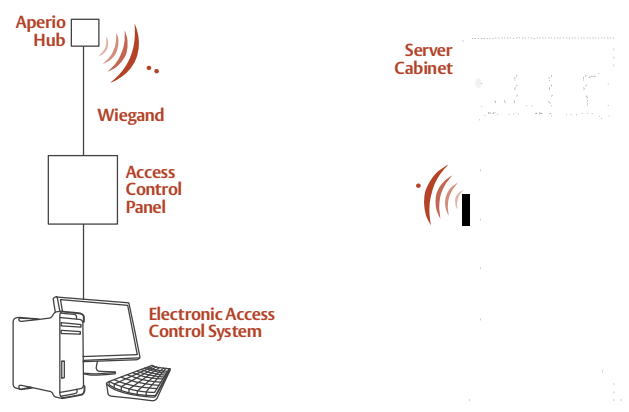 Aperio
Hub
Server
Cabinet
Wiegand
Access
Control
Panel
Electronic Access
Control System